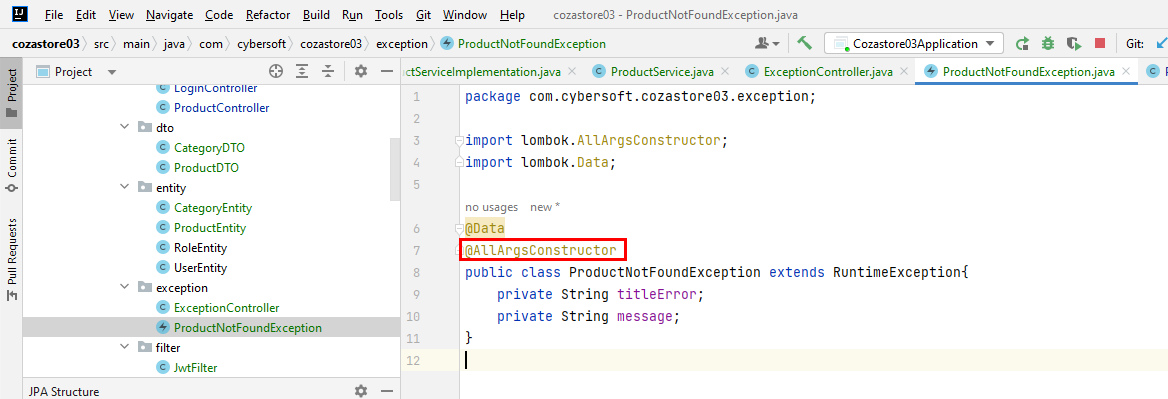 IJ File Edit View Navigate Code Refactor Build Run Tools Git Window Help cozastore03 - ProductNotFoundException.java
cozastore03 〉 src 〉 main 〉 java 〉 com 〉 cybersoft 〉 cozastore03 〉 exception 〉 ProductNotFoundException Cozastore03Application Git:
Project
Commit
Pull Requests
Project
LoginController
ProductController
dto
CategoryDTO
ProductDTO
entity
CategoryEntity
ProductEntity
RoleEntity
UserEntity
exception
ExceptionController
ProductNotFoundException
filter
JwtFilter
JPA Structure
ctServiceImplementation.java ProductService.java ExceptionController.java ProductNotFoundException.java
1 package com.cybersoft.cozastore03.exception;
2
3 import lombok.AllArgsConstructor;
4 import lombok.Data;
5
no usages new *
6 @Data
7 @AllArgsConstructor
8 public class ProductNotFoundException extends RuntimeException{
9 private String titleError;
10 private String message;
11 }
12